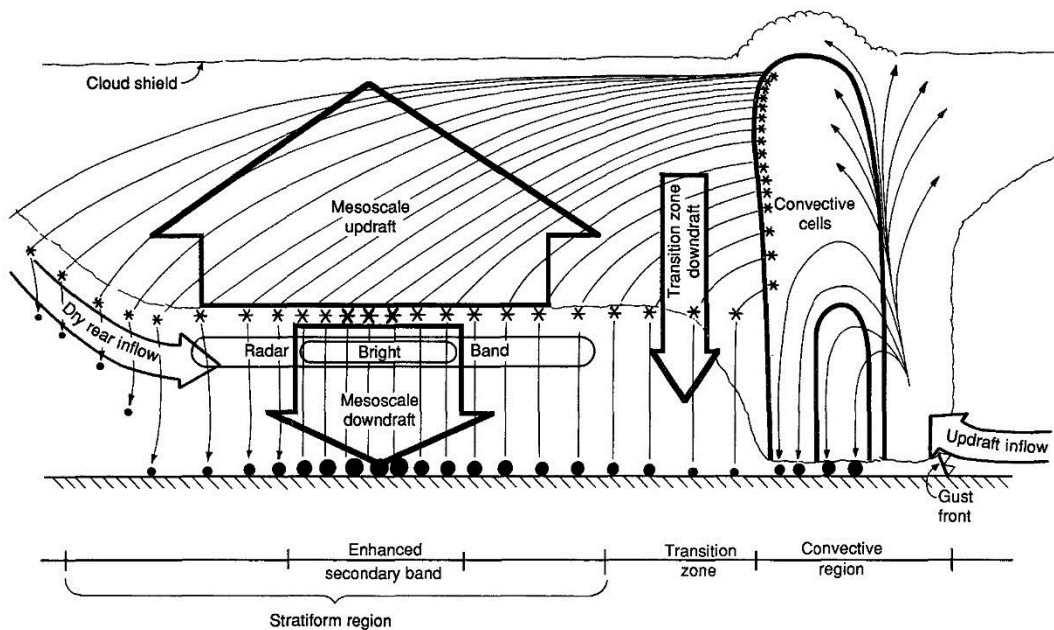 Cloud shield
Mesoscale
updraft
Transition zone
downdraft
Convective
cells
Dry rear inflow
Radar
Bright
Band
Mesoscale
downdraft
Updraft inflow
Gust
front
Enhanced
secondary band
Transition
zone
Convective
region
Stratiform region